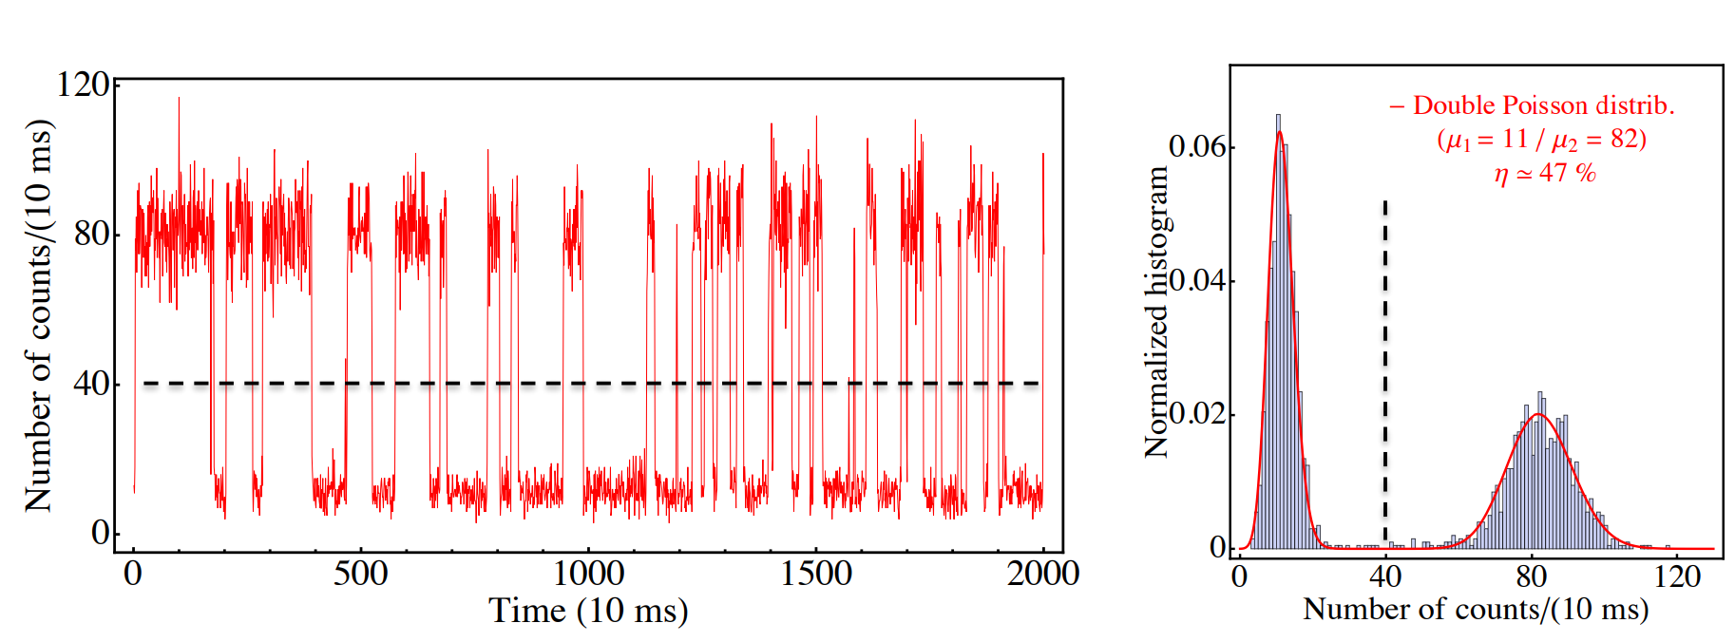 120
80
40
0
Number of counts/(10 ms)
0 500 1000 1500 2000
Time (10 ms)
– Double Poisson distrib.
(μ1 = 11 / μ2 = 82)
η ≃ 47 %
0.06
0.04
0.02
0
Normalized histogram
0 40 80 120
Number of counts/(10 ms)